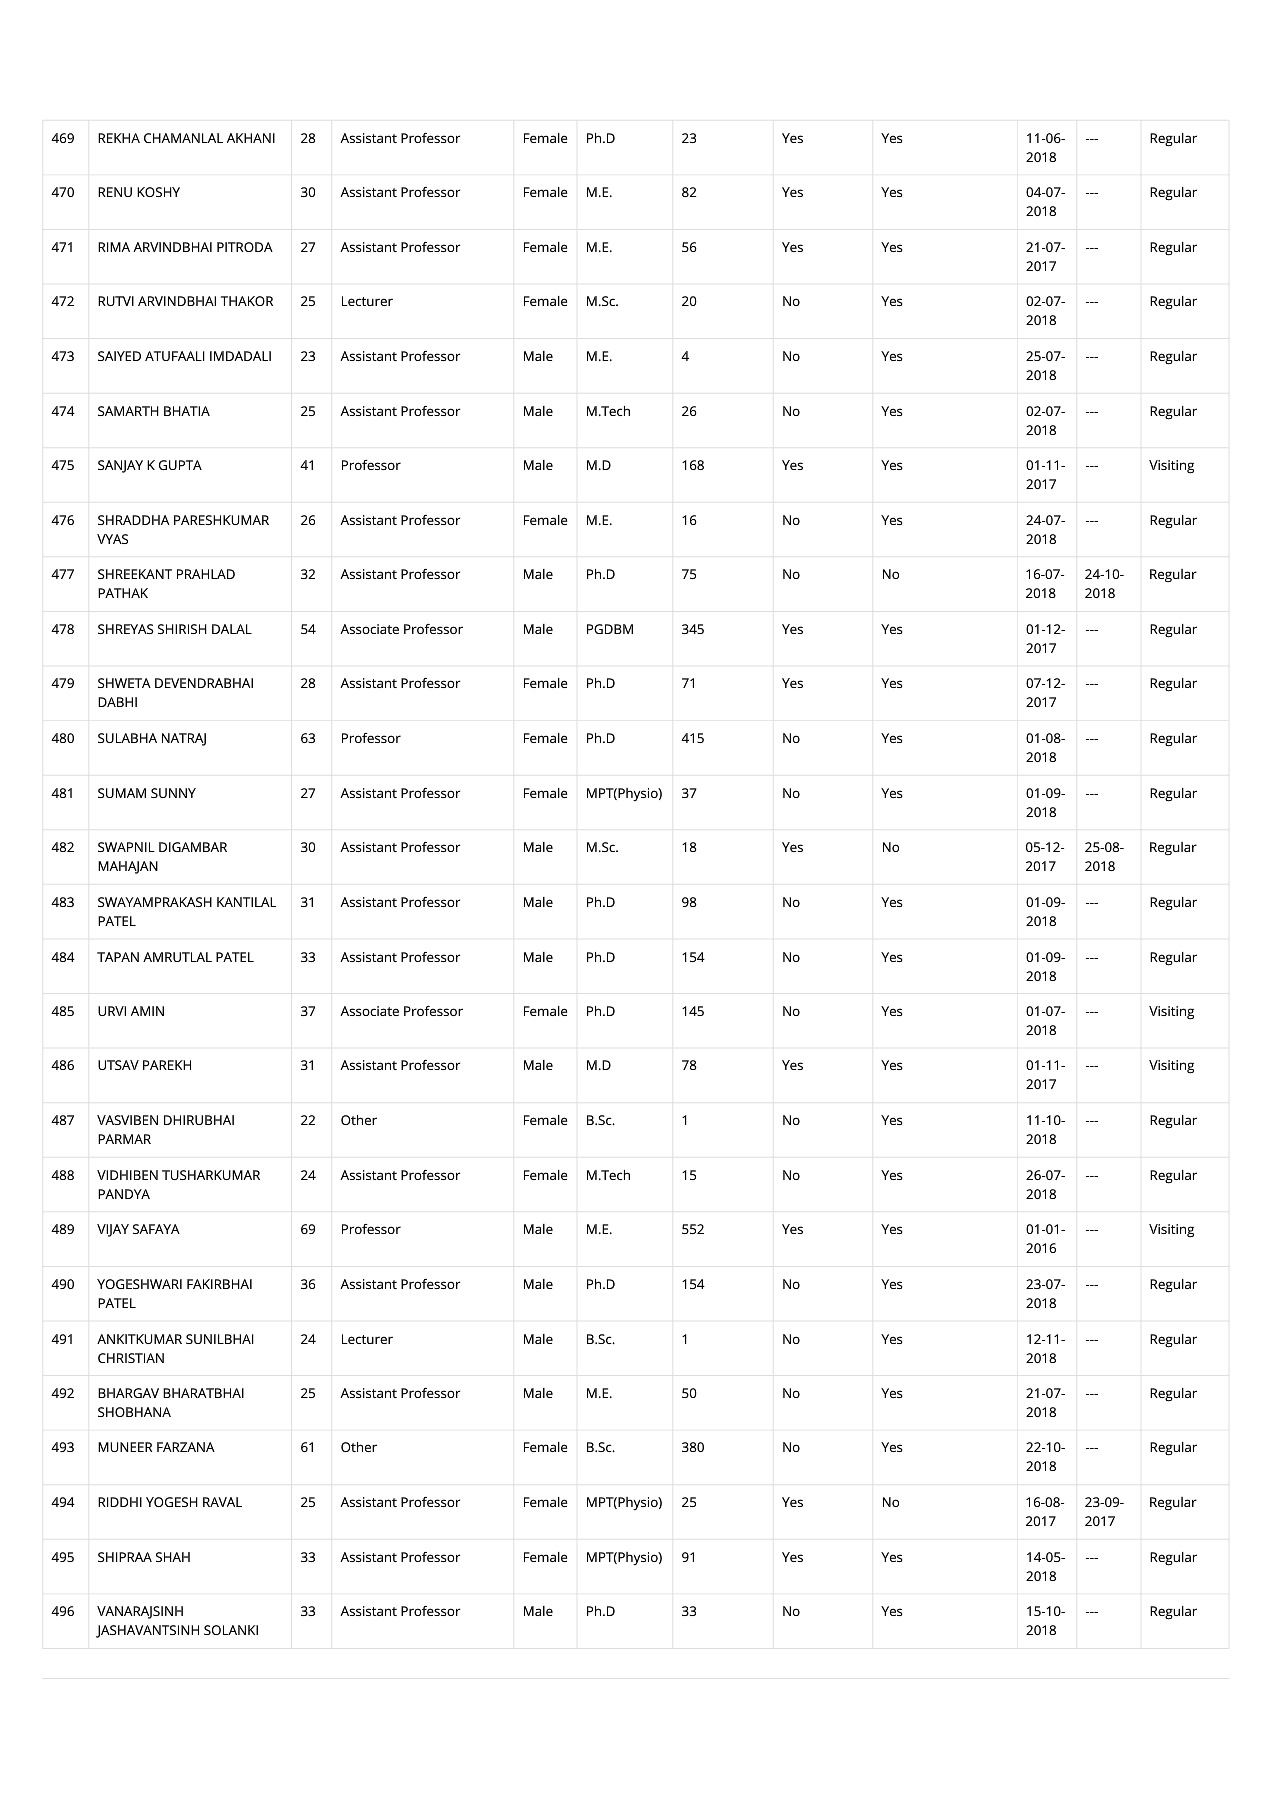 469 REKHA CHAMANLAL AKHANI 28 Assistant Professor Female Ph.D 23 Yes Yes 11-06- --- Regular
2018
470 RENU KOSHY 30 Assistant Professor Female M.E. 82 Yes Yes 04-07- --- Regular
2018
471 RIMA ARVINDBHAI PITRODA 27 Assistant Professor Female M.E. 56 Yes Yes 21-07- --- Regular
2017
472 RUTVI ARVINDBHAI THAKOR 25 Lecturer Female M.Sc. 20 No Yes 02-07- --- Regular
2018
473 SAIYED ATUFAALI IMDADALI 23 Assistant Professor Male M.E. 4 No Yes 25-07- --- Regular
2018
474 SAMARTH BHATIA 25 Assistant Professor Male M.Tech 26 No Yes 02-07- --- Regular
2018
475 SANJAY K GUPTA 41 Professor Male M.D 168 Yes Yes 01-11- --- Visiting
2017
476 SHRADDHA PARESHKUMAR 26 Assistant Professor Female M.E. 16 No Yes 24-07- --- Regular
VYAS 2018
477 SHREEKANT PRAHLAD 32 Assistant Professor Male Ph.D 75 No No 16-07- 24-10- Regular
PATHAK 2018 2018
478 SHREYAS SHIRISH DALAL 54 Associate Professor Male PGDBM 345 Yes Yes 01-12- --- Regular
2017
479 SHWETA DEVENDRABHAI 28 Assistant Professor Female Ph.D 71 Yes Yes 07-12- --- Regular
DABHI 2017
480 SULABHA NATRAJ 63 Professor Female Ph.D 415 No Yes 01-08- --- Regular
2018
481 SUMAM SUNNY 27 Assistant Professor Female MPT(Physio) 37 No Yes 01-09- --- Regular
2018
482 SWAPNIL DIGAMBAR 30 Assistant Professor Male M.Sc. 18 Yes No 05-12- 25-08- Regular
MAHAJAN 2017 2018
483 SWAYAMPRAKASH KANTILAL 31 Assistant Professor Male Ph.D 98 No Yes 01-09- --- Regular
PATEL 2018
484 TAPAN AMRUTLAL PATEL 33 Assistant Professor Male Ph.D 154 No Yes 01-09- --- Regular
2018
485 URVI AMIN 37 Associate Professor Female Ph.D 145 No Yes 01-07- --- Visiting
2018
486 UTSAV PAREKH 31 Assistant Professor Male M.D 78 Yes Yes 01-11- --- Visiting
2017
487 VASVIBEN DHIRUBHAI 22 Other Female B.Sc. 1 No Yes 11-10- --- Regular
PARMAR 2018
488 VIDHIBEN TUSHARKUMAR 24 Assistant Professor Female M.Tech 15 No Yes 26-07- --- Regular
PANDYA 2018
489 VIJAY SAFAYA 69 Professor Male M.E. 552 Yes Yes 01-01- --- Visiting
2016
490 YOGESHWARI FAKIRBHAI 36 Assistant Professor Male Ph.D 154 No Yes 23-07- --- Regular
PATEL 2018
491 ANKITKUMAR SUNILBHAI 24 Lecturer Male B.Sc. 1 No Yes 12-11- --- Regular
CHRISTIAN 2018
492 BHARGAV BHARATBHAI 25 Assistant Professor Male M.E. 50 No Yes 21-07- --- Regular
SHOBHANA 2018
493 MUNEER FARZANA 61 Other Female B.Sc. 380 No Yes 22-10- --- Regular
2018
494 RIDDHI YOGESH RAVAL 25 Assistant Professor Female MPT(Physio) 25 Yes No 16-08- 23-09- Regular
2017 2017
495 SHIPRAA SHAH 33 Assistant Professor Female MPT(Physio) 91 Yes Yes 14-05- --- Regular
2018
496 VANARAJSINH 33 Assistant Professor Male Ph.D 33 No Yes 15-10- --- Regular
JASHAVANTSINH SOLANKI 2018